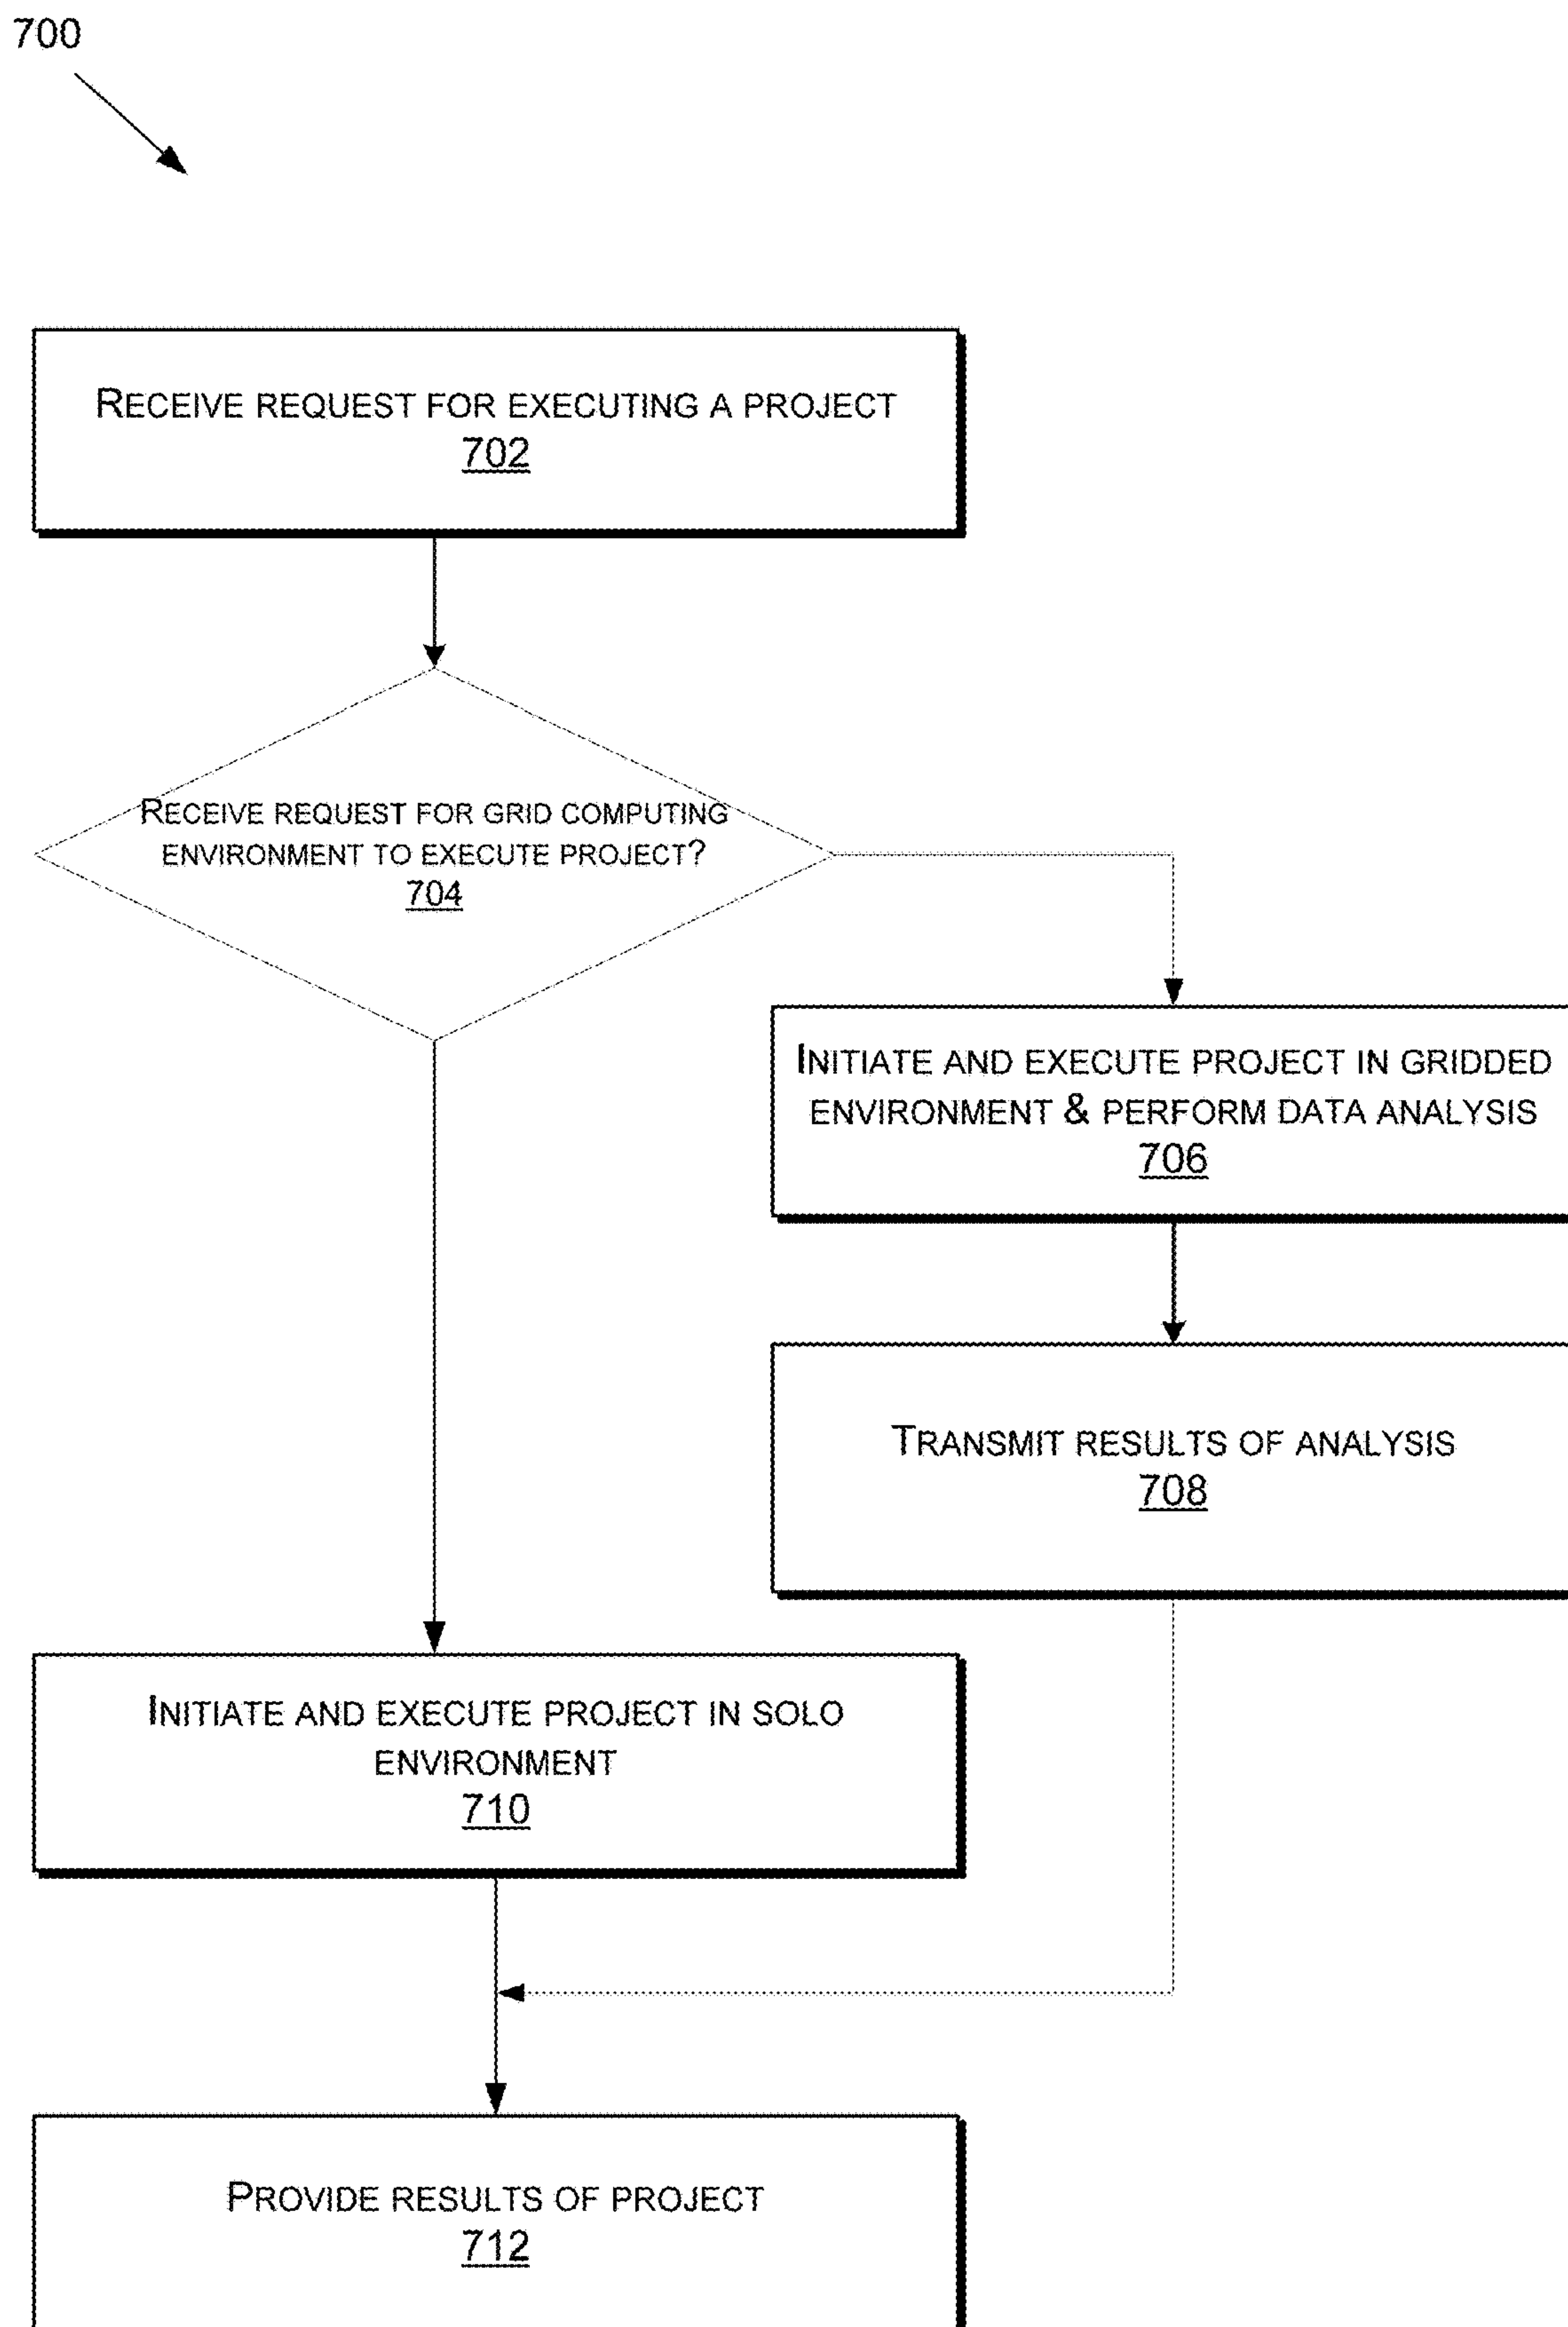 700
RECEIVE REQUEST FOR EXECUTING A PROJECT
702
RECEIVE REQUEST FOR GRID COMPUTING
ENVIRONMENT TO EXECUTE PROJECT?
704
INITIATE AND EXECUTE PROJECT IN GRIDDED
ENVIRONMENT & PERFORM DATA ANALYSIS
706
TRANSMIT RESULTS OF ANALYSIS
708
INITIATE AND EXECUTE PROJECT IN SOLO
ENVIRONMENT
710
PROVIDE RESULTS OF PROJECT
712